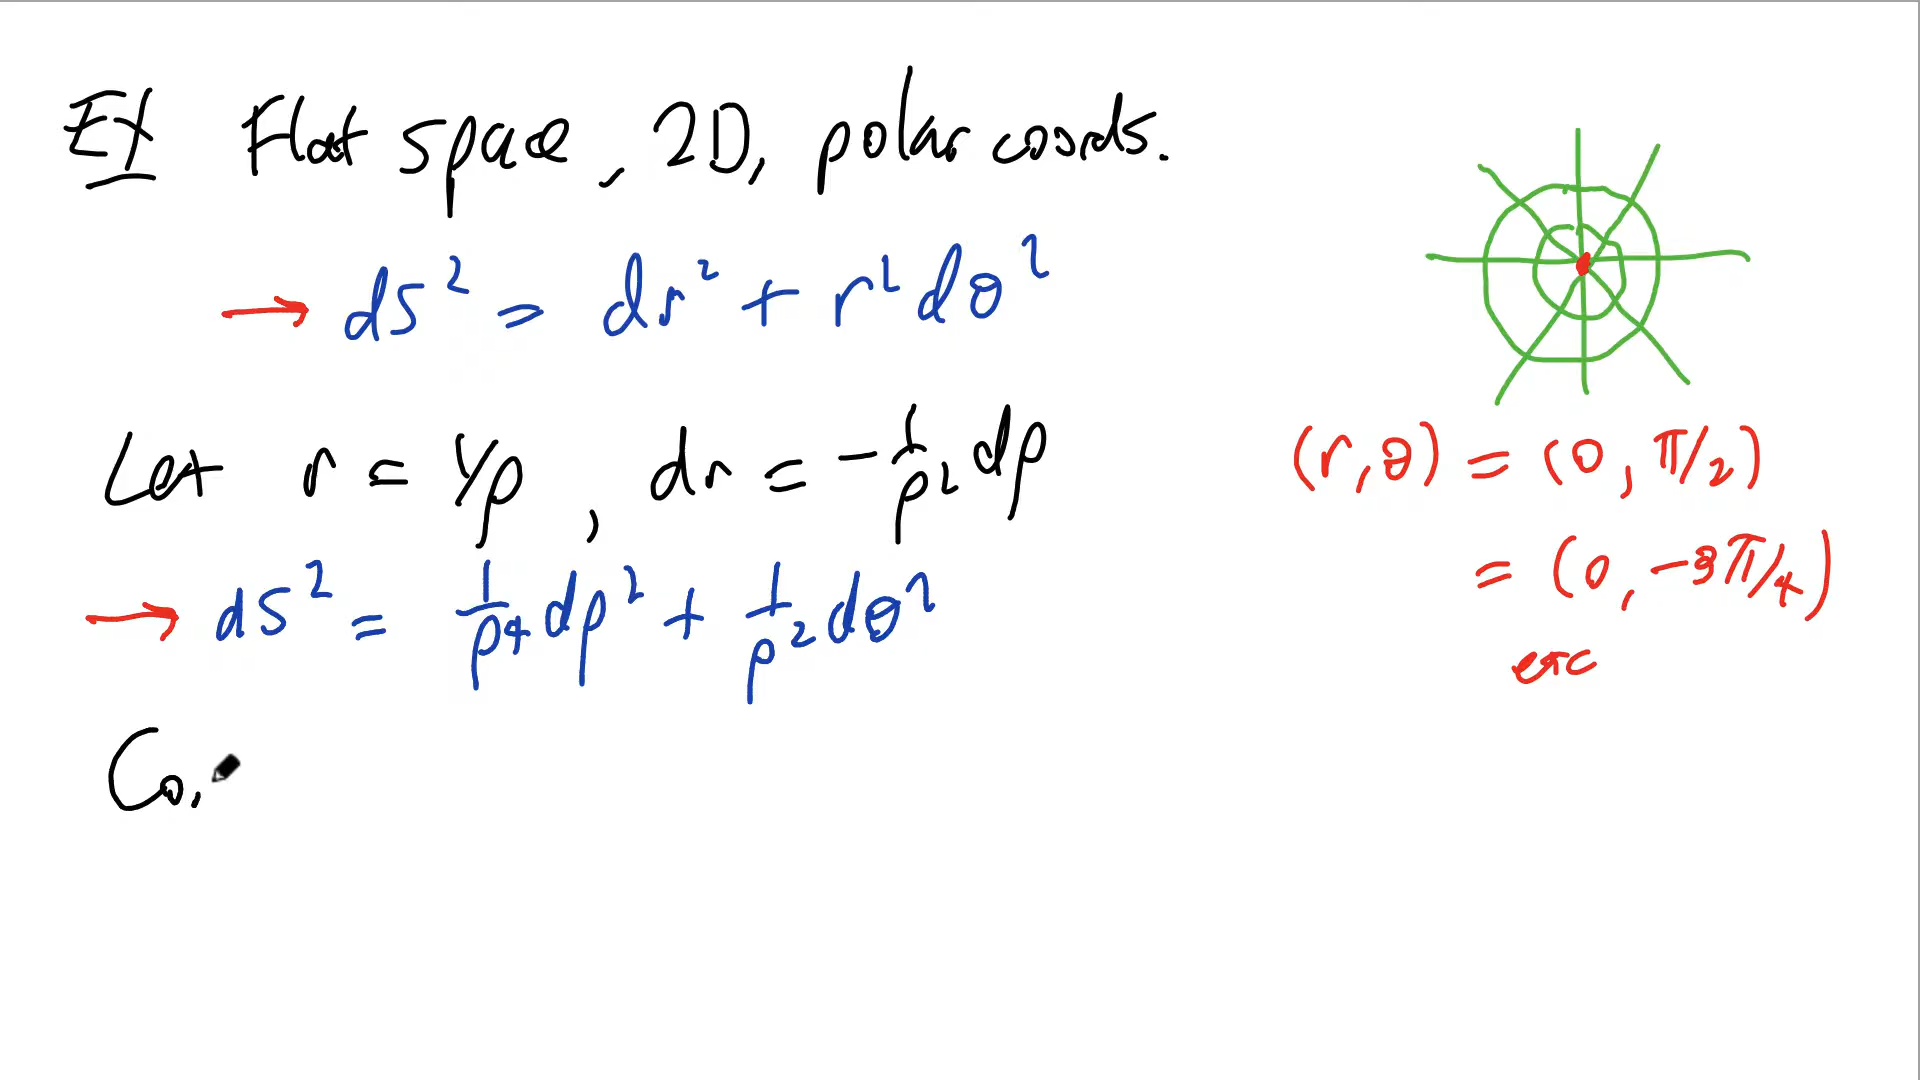 Ex Flat space, 2D, polar coords.
→ ds² = dr² + r²dθ²
Let r = 1/ρ, dr = -1/ρ² dρ
→ ds² = 1/ρ⁴ dρ² + 1/ρ² dθ²
Co
(r,θ) = (0, π/2)
= (0, -3π/4)
etc